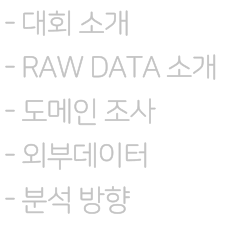 - 대회 소개
- RAW DATA 소개
- 도메인 조사
- 외부데이터
- 분석 방향